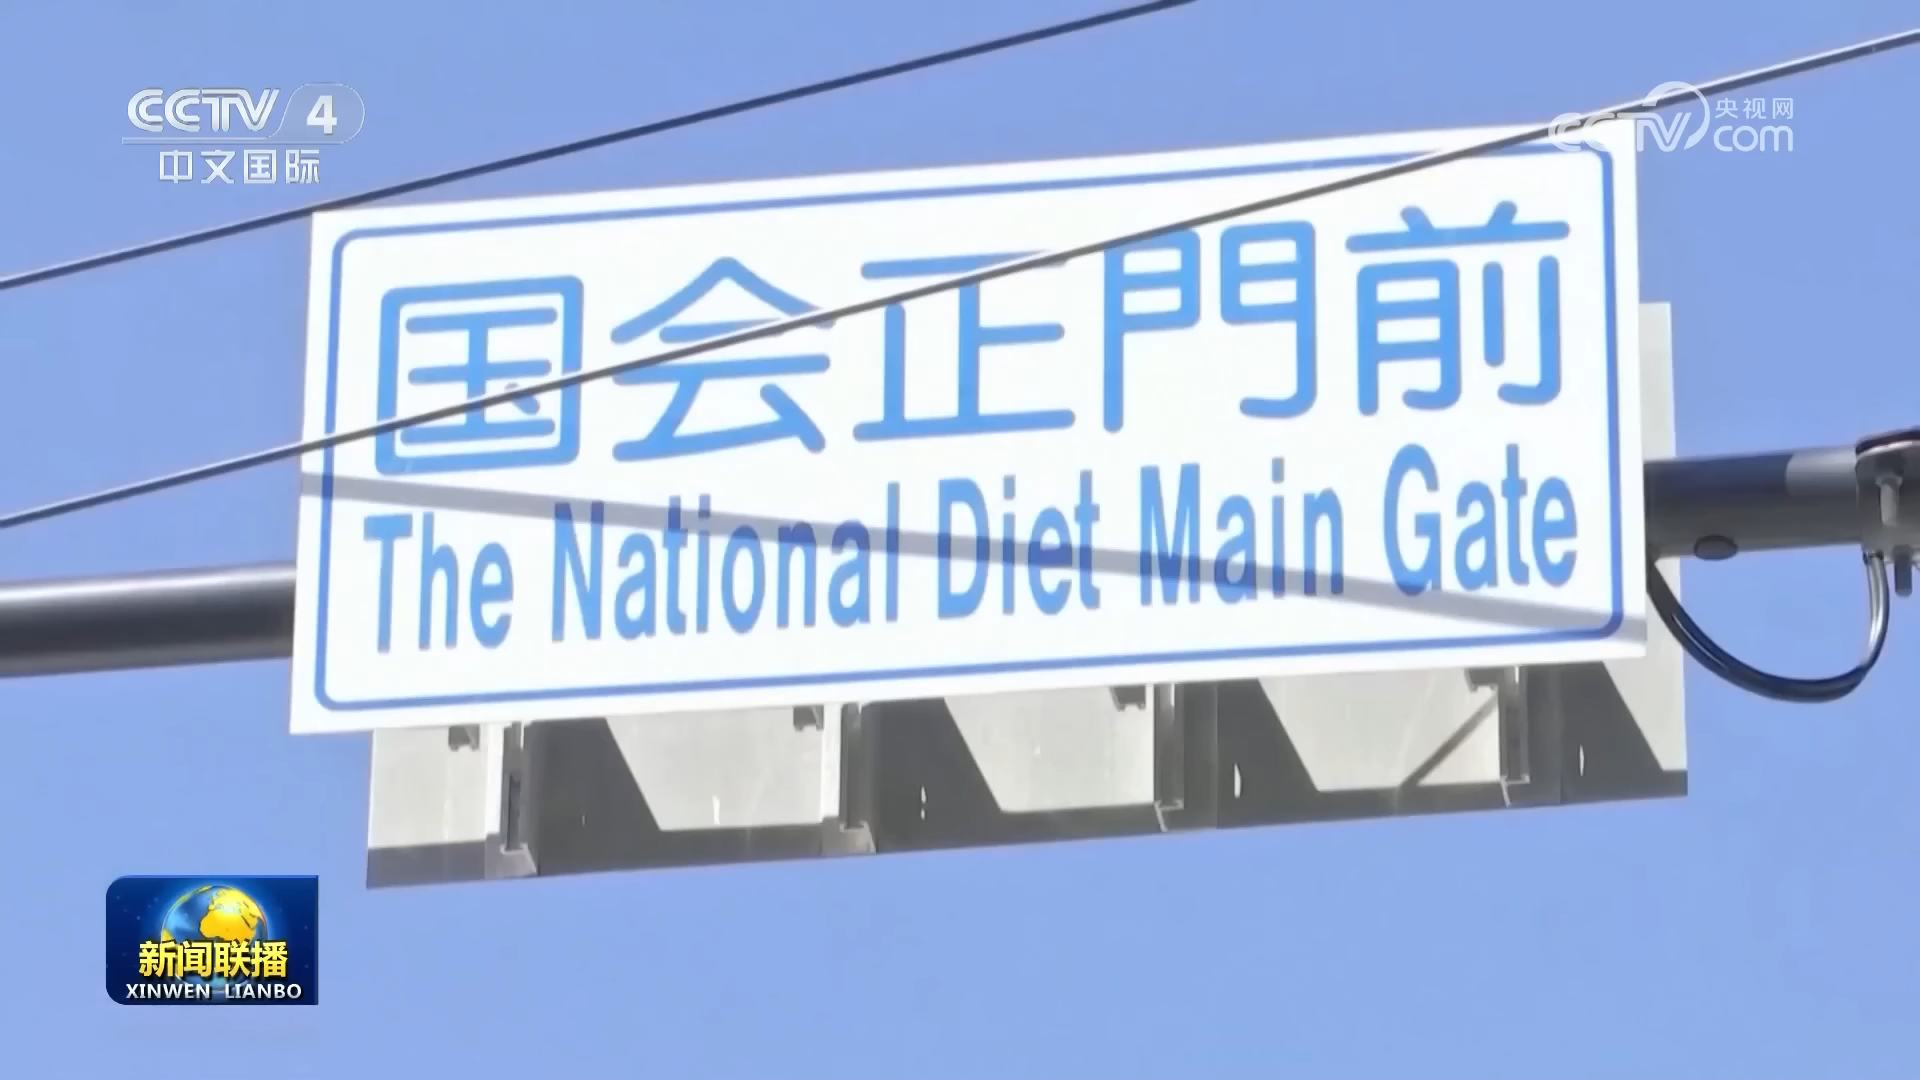 CCTV 4
中文国际
CCTV 央视网
com
国会正門前
The National Diet Main Gate
新闻联播
XINWEN LIANBO